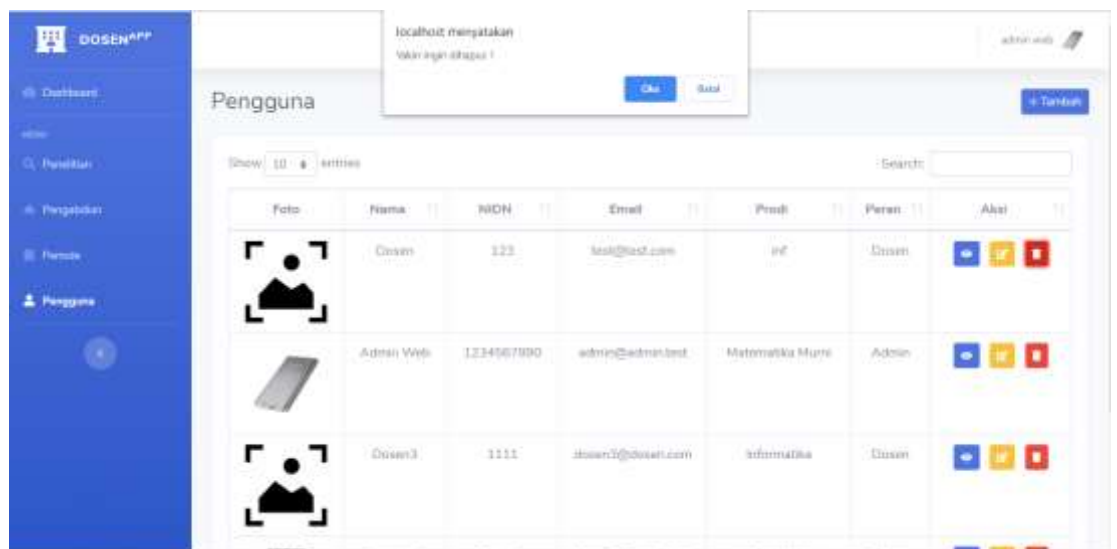 DOSENAPP
localhost menyatakan
Yakin ingin dihapus ?
Oke
Batal
admin web
Dashboard
Pengguna
+ Tambah
Penelitian
Pengabdian
Periode
Pengguna
Show 10 entries
Search:
Foto Nama NIDN Email Prodi Peran Aksi
Dosen 123 test@test.com inf Dosen
Admin Web 1234567890 admin@admin.test Matematika Murni Admin
Dosen3 1111 dosen3@dosen.com Informatika Dosen